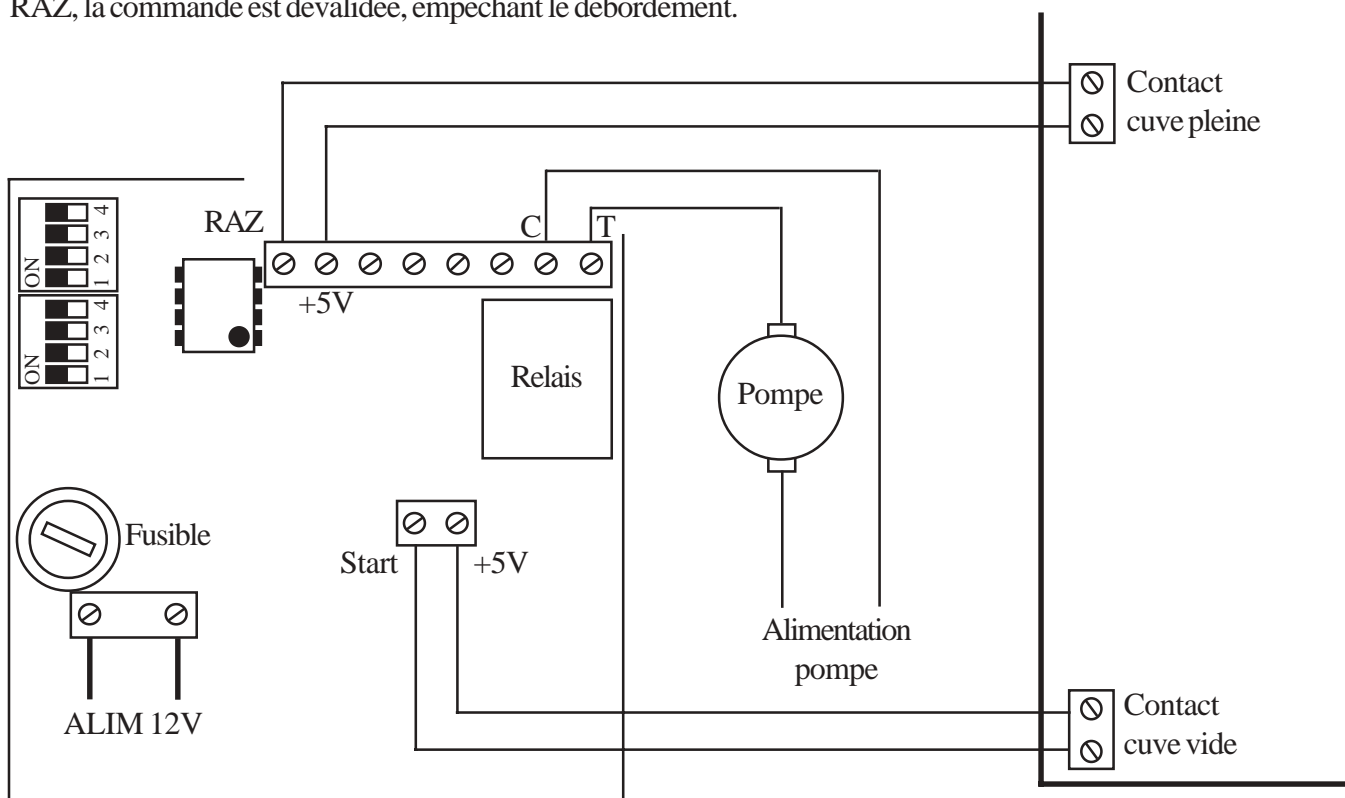 RAZ, la commande est dévalidée, empêchant le débordement.
Contact
cuve pleine
RAZ
C
T
+5V
ON
1 2 3 4
ON
1 2 3 4
Relais
Pompe
Fusible
Start
+5V
Alimentation
pompe
ALIM 12V
Contact
cuve vide